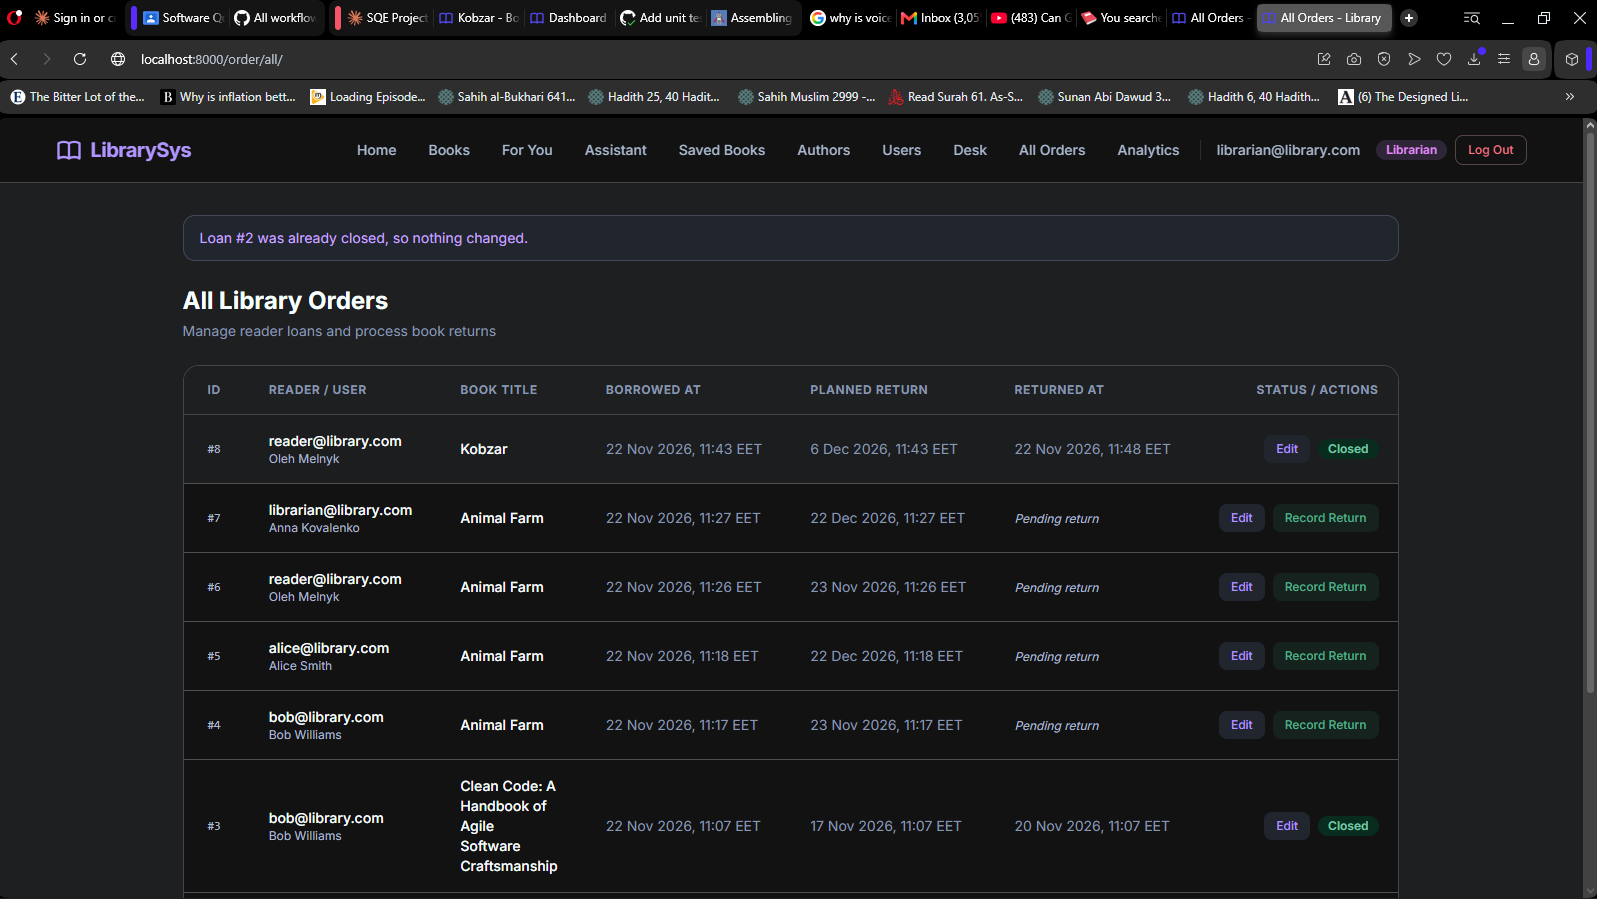 Sign in or c
Software Q
All workflow
SQE Project
Kobzar - Bo
Dashboard
Add unit te
Assembling
why is voice
Inbox (3,05
(483) Can G
You searche
All Orders -
All Orders - Library
localhost:8000/order/all/
The Bitter Lot of the...
Why is inflation bett...
Loading Episode...
Sahih al-Bukhari 641...
Hadith 25, 40 Hadit...
Sahih Muslim 2999 -...
Read Surah 61. As-S...
Sunan Abi Dawud 3...
Hadith 6, 40 Hadith...
(6) The Designed Li...
LibrarySys
Home Books For You Assistant Saved Books Authors Users Desk All Orders Analytics librarian@library.com Librarian Log Out
Loan #2 was already closed, so nothing changed.
All Library Orders
Manage reader loans and process book returns
ID READER / USER BOOK TITLE BORROWED AT PLANNED RETURN RETURNED AT STATUS / ACTIONS
#8 reader@library.com Kobzar 22 Nov 2026, 11:43 EET 6 Dec 2026, 11:43 EET 22 Nov 2026, 11:48 EET Edit Closed
Oleh Melnyk
#7 librarian@library.com Animal Farm 22 Nov 2026, 11:27 EET 22 Dec 2026, 11:27 EET Pending return Edit Record Return
Anna Kovalenko
#6 reader@library.com Animal Farm 22 Nov 2026, 11:26 EET 23 Nov 2026, 11:26 EET Pending return Edit Record Return
Oleh Melnyk
#5 alice@library.com Animal Farm 22 Nov 2026, 11:18 EET 22 Dec 2026, 11:18 EET Pending return Edit Record Return
Alice Smith
#4 bob@library.com Animal Farm 22 Nov 2026, 11:17 EET 23 Nov 2026, 11:17 EET Pending return Edit Record Return
Bob Williams
#3 bob@library.com
Bob Williams
Clean Code: A
Handbook of
Agile
Software
Craftsmanship
22 Nov 2026, 11:07 EET 17 Nov 2026, 11:07 EET 20 Nov 2026, 11:07 EET Edit Closed